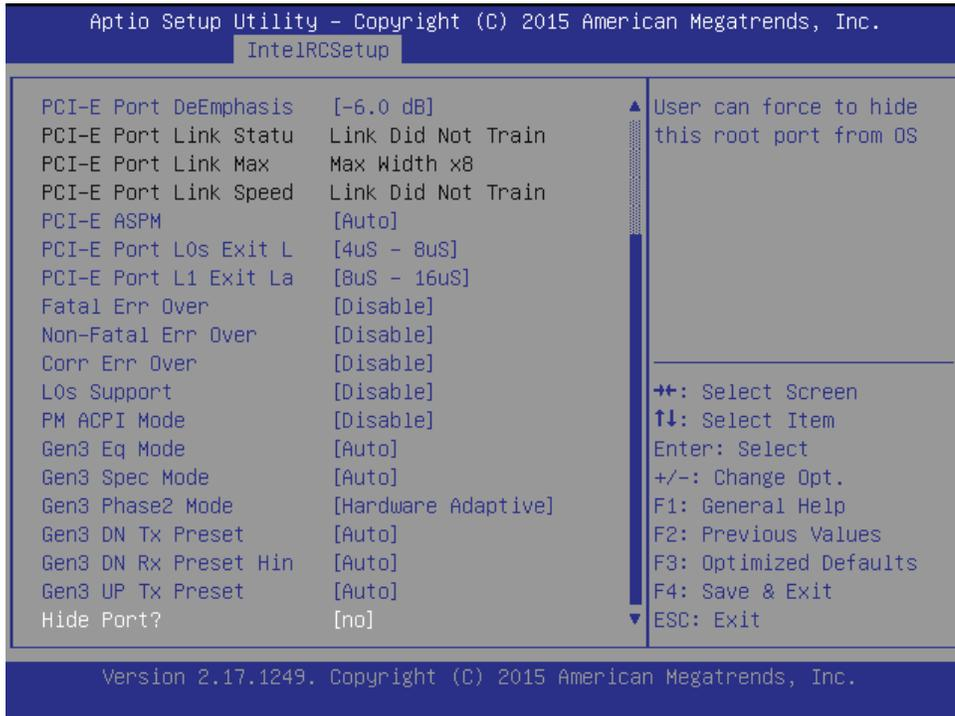 Aptio Setup Utility – Copyright (C) 2015 American Megatrends, Inc.
IntelRCSetup
PCI-E Port DeEmphasis [-6.0 dB]
PCI-E Port Link Statu Link Did Not Train
PCI-E Port Link Max Max Width x8
PCI-E Port Link Speed Link Did Not Train
PCI-E ASPM [Auto]
PCI-E Port L0s Exit L [4uS - 8uS]
PCI-E Port L1 Exit La [8uS - 16uS]
Fatal Err Over [Disable]
Non-Fatal Err Over [Disable]
Corr Err Over [Disable]
L0s Support [Disable]
PM ACPI Mode [Disable]
Gen3 Eq Mode [Auto]
Gen3 Spec Mode [Auto]
Gen3 Phase2 Mode [Hardware Adaptive]
Gen3 DN Tx Preset [Auto]
Gen3 DN Rx Preset Hin [Auto]
Gen3 UP Tx Preset [Auto]
Hide Port? [no]
User can force to hide
this root port from OS
→←: Select Screen
↑↓: Select Item
Enter: Select
+/-: Change Opt.
F1: General Help
F2: Previous Values
F3: Optimized Defaults
F4: Save & Exit
ESC: Exit
Version 2.17.1249. Copyright (C) 2015 American Megatrends, Inc.